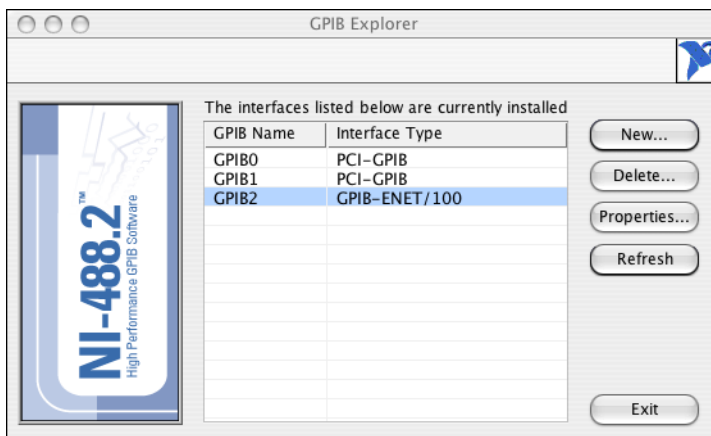 GPIB Explorer
The interfaces listed below are currently installed
GPIB Name Interface Type
GPIB0 PCI-GPIB
GPIB1 PCI-GPIB
GPIB2 GPIB-ENET/100
New...
Delete...
Properties...
Refresh
Exit
NI-488.2™
High Performance GPIB Software